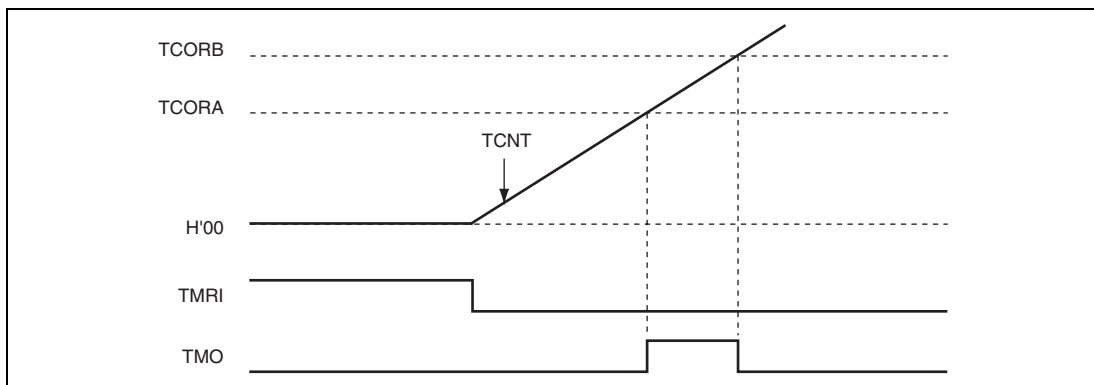 TCORB
TCORA
TCNT
H'00
TMRI
TMO